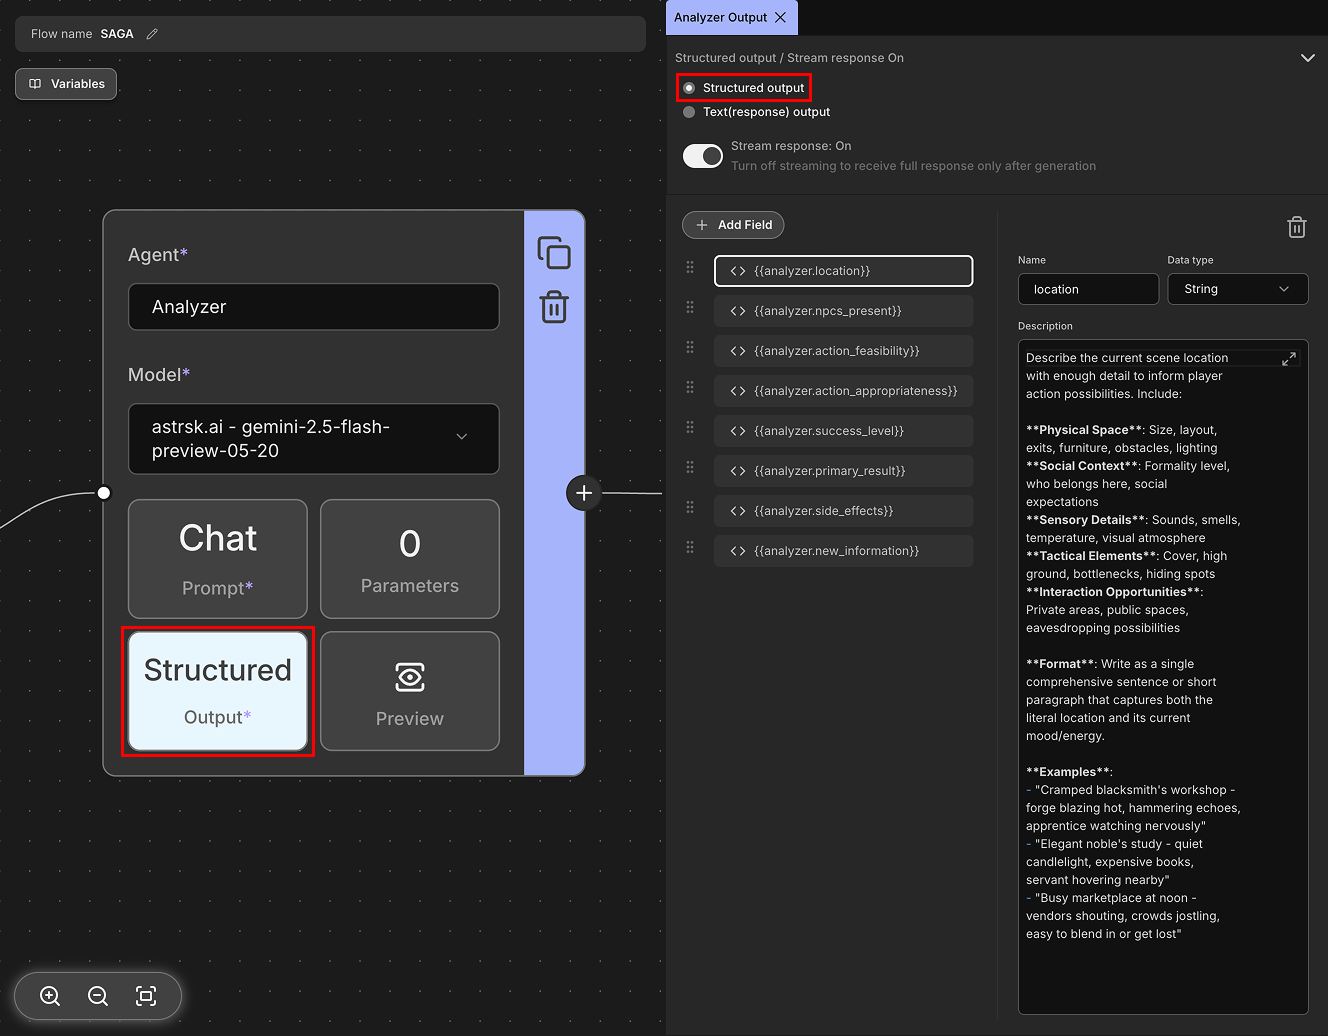 Flow name SAGA
Variables
Agent*
Analyzer
Model*
astrsk.ai - gemini-2.5-flash-
preview-05-20
Chat
Prompt*
0
Parameters
Structured
Output*
Preview
Analyzer Output
Structured output / Stream response On
Structured output
Text(response) output
Stream response: On
Turn off streaming to receive full response only after generation
Add Field
{{analyzer.location}}
{{analyzer.npcs_present}}
{{analyzer.action_feasibility}}
{{analyzer.action_appropriateness}}
{{analyzer.success_level}}
{{analyzer.primary_result}}
{{analyzer.side_effects}}
{{analyzer.new_information}}
Name
location
Data type
String
Description
Describe the current scene location
with enough detail to inform player
action possibilities. Include:
**Physical Space**: Size, layout,
exits, furniture, obstacles, lighting
**Social Context**: Formality level,
who belongs here, social
expectations
**Sensory Details**: Sounds, smells,
temperature, visual atmosphere
**Tactical Elements**: Cover, high
ground, bottlenecks, hiding spots
**Interaction Opportunities**:
Private areas, public spaces,
eavesdropping possibilities
**Format**: Write as a single
comprehensive sentence or short
paragraph that captures both the
literal location and its current
mood/energy.
**Examples**:
- "Cramped blacksmith's workshop -
forge blazing hot, hammering echoes,
apprentice watching nervously"
- "Elegant noble's study - quiet
candlelight, expensive books,
servant hovering nearby"
- "Busy marketplace at noon -
vendors shouting, crowds jostling,
easy to blend in or get lost"